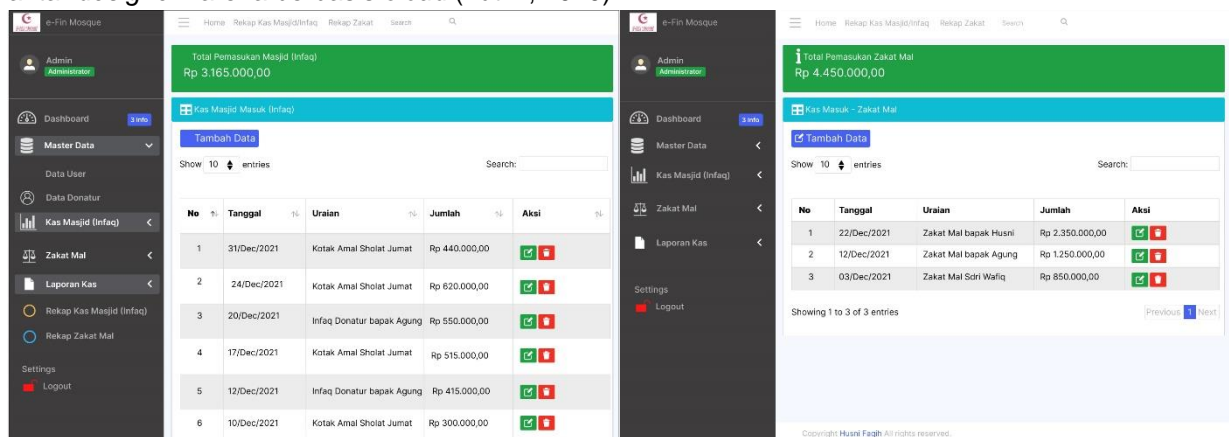 e-Fin Mosque
Home Rekap Kas Masjid/Infaq Rekap Zakat Search
Admin
Administrator
Dashboard 3 Info
Master Data
Data User
Data Donatur
Kas Masjid (Infaq)
Zakat Mal
Laporan Kas
Rekap Kas Masjid (Infaq)
Rekap Zakat Mal
Settings
Logout
Total Pemasukan Masjid (Infaq)
Rp 3.165.000,00
Kas Masjid Masuk (Infaq)
Tambah Data
Show 10 entries Search:
No Tanggal Uraian Jumlah Aksi
1 31/Dec/2021 Kotak Amal Sholat Jumat Rp 440.000,00
2 24/Dec/2021 Kotak Amal Sholat Jumat Rp 620.000,00
3 20/Dec/2021 Infaq Donatur bapak Agung Rp 550.000,00
4 17/Dec/2021 Kotak Amal Sholat Jumat Rp 515.000,00
5 12/Dec/2021 Infaq Donatur bapak Agung Rp 415.000,00
6 10/Dec/2021 Kotak Amal Sholat Jumat Rp 300.000,00
e-Fin Mosque
Home Rekap Kas Masjid/Infaq Rekap Zakat Search
Admin
Administrator
Dashboard 3 Info
Master Data
Kas Masjid (Infaq)
Zakat Mal
Laporan Kas
Settings
Logout
Total Pemasukan Zakat Mal
Rp 4.450.000,00
Kas Masuk - Zakat Mal
Tambah Data
Show 10 entries Search:
No Tanggal Uraian Jumlah Aksi
1 22/Dec/2021 Zakat Mal bapak Husni Rp 2.350.000,00
2 12/Dec/2021 Zakat Mal bapak Agung Rp 1.250.000,00
3 03/Dec/2021 Zakat Mal Sdri Wafiq Rp 850.000,00
Showing 1 to 3 of 3 entries Previous 1 Next
Copyright Husni Faqih All rights reserved.